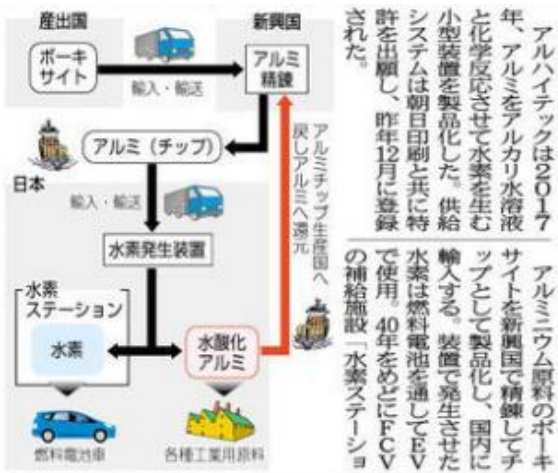 産出国
新興国
ボーキ
サイト
輸入・輸送
アルミ
精錬
アルミ（チップ）
アルミチップ生産国へ
戻しアルミへ還元
日本
輸入・輸送
水素発生装置
水素
ステーション
水素
水酸化
アルミ
燃料電池車
各種工業用原料
アルハイテックは2017
年、アルミをアルカリ水溶液
と化学反応させて水素を生む
小型装置を製品化した。供給
システムは朝日印刷と共に特
許を出願し、昨年12月に登録
された。
アルミニウム原料のボーキ
サイトを新興国で精錬してチ
ップとして製品化し、国内に
輸入する。装置で発生させた
水素は燃料電池を通してEV
で使用。40年をめどにFCV
の補給施設「水素ステーショ